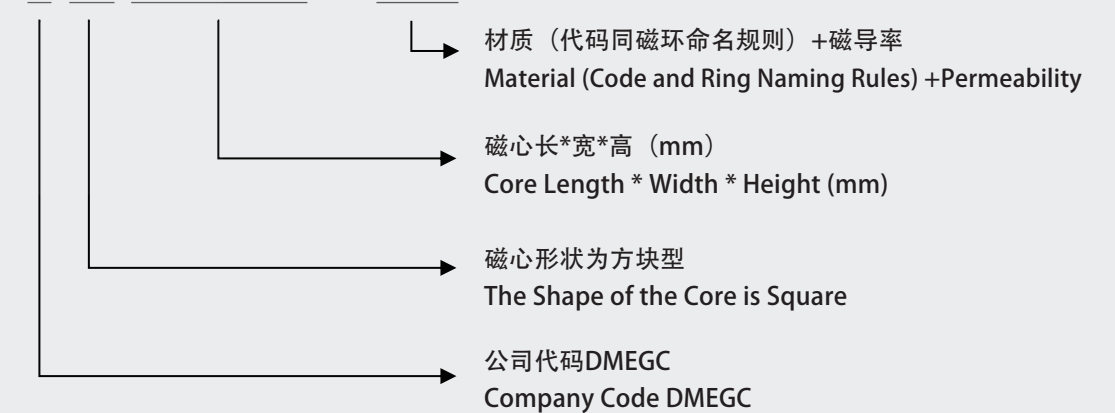 材质（代码同磁环命名规则）+磁导率
Material (Code and Ring Naming Rules) +Permeability
磁心长*宽*高（mm）
Core Length * Width * Height (mm)
磁心形状为方块型
The Shape of the Core is Square
公司代码DMEGC
Company Code DMEGC